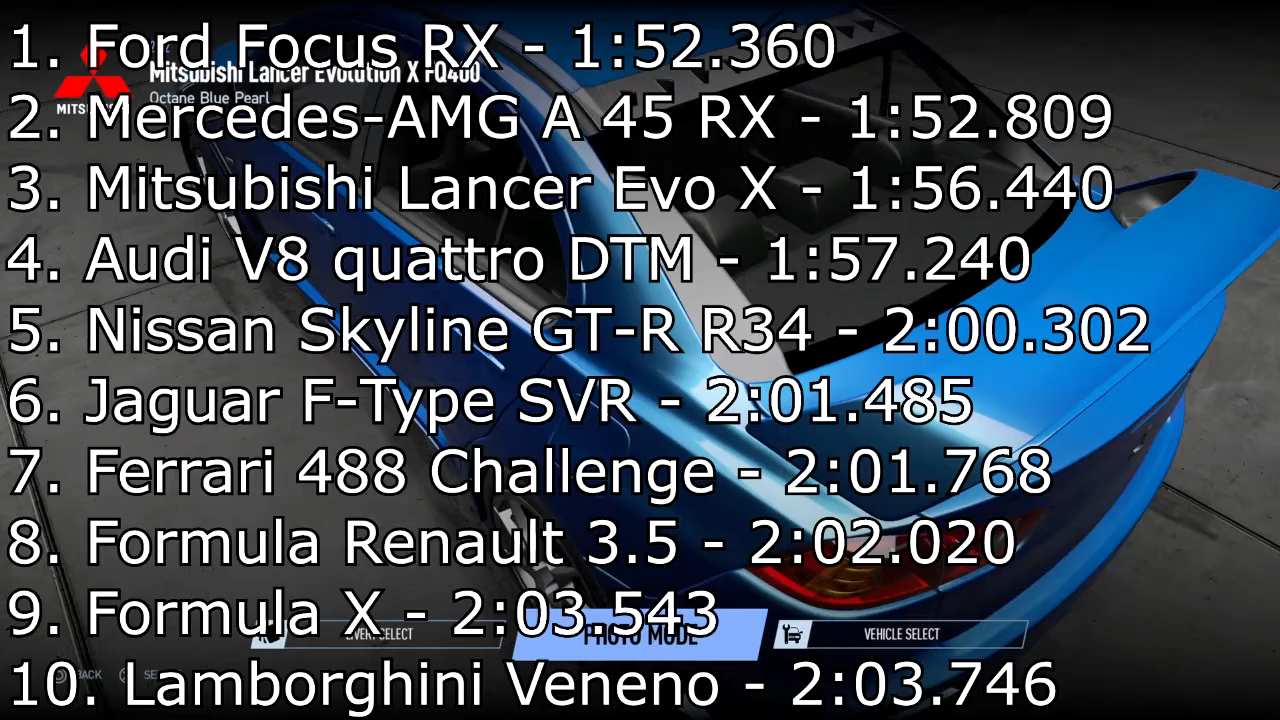 1. Ford Focus RX - 1:52.360
Mitsubishi Lancer Evolution X FQ400
Octane Blue Pearl
2. Mercedes-AMG A 45 RX - 1:52.809
3. Mitsubishi Lancer Evo X - 1:56.440
4. Audi V8 quattro DTM - 1:57.240
5. Nissan Skyline GT-R R34 - 2:00.302
6. Jaguar F-Type SVR - 2:01.485
7. Ferrari 488 Challenge - 2:01.768
8. Formula Renault 3.5 - 2:02.020
9. Formula X - 2:03.543
EVENT SELECT
PHOTO MODE
VEHICLE SELECT
BACK
10. Lamborghini Veneno - 2:03.746